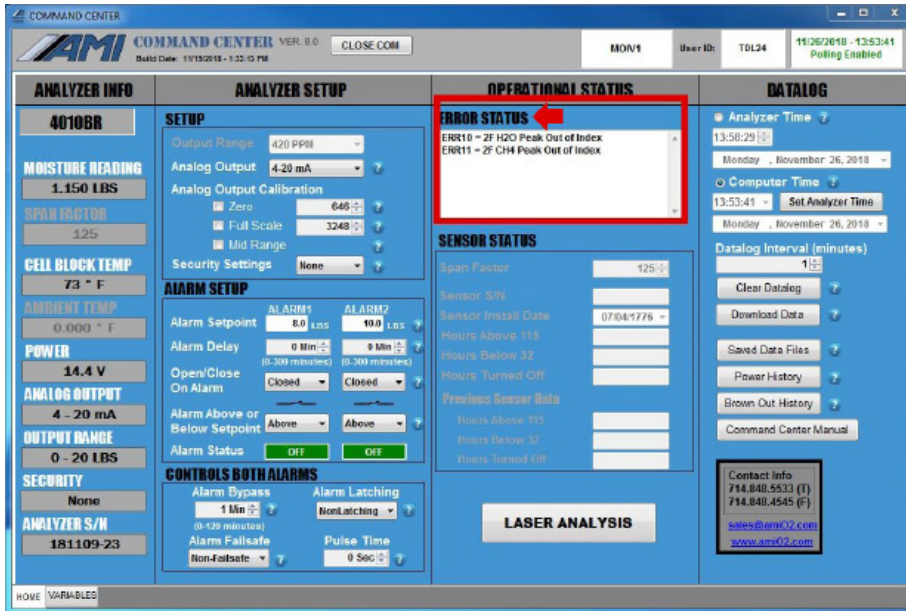 COMMAND CENTER
AMI COMMAND CENTER VER. 8.0 CLOSE COM MON1 User ID: TDL24 11/26/2018 - 13:53:41
Build Date: 11/15/2018 - 1:33:13 PM Polling Enabled
ANALYZER INFO
4010BR
MOISTURE READING
1.150 LBS
SPAN FACTOR
125
CELL BLOCK TEMP
73 ° F
AMBIENT TEMP
0.000 ° F
POWER
14.4 V
ANALOG OUTPUT
4 - 20 mA
OUTPUT RANGE
0 - 20 LBS
SECURITY
None
ANALYZER S/N
181109-23
ANALYZER SETUP
SETUP
Output Range 420 PPM
Analog Output 4-20 mA ?
Analog Output Calibration
Zero 646 ?
Full Scale 3248 ?
Mid Range ?
Security Settings None ?
ALARM SETUP
ALARM1 ALARM2
Alarm Setpoint 8.0 LBS 10.0 LBS ?
Alarm Delay 0 Min 0 Min ?
(0-300 minutes) (0-300 minutes)
Open/Close
On Alarm Closed Closed ?
Alarm Above or
Below Setpoint Above Above ?
Alarm Status OFF OFF
CONTROLS BOTH ALARMS
Alarm Bypass Alarm Latching
1 Min ? NonLatching ?
(0-120 minutes)
Alarm Failsafe Pulse Time
Non-Failsafe ? 0 Sec ?
OPERATIONAL STATUS
ERROR STATUS
ERR10 = 2F H2O Peak Out of Index
ERR11 = 2F CH4 Peak Out of Index
SENSOR STATUS
Span Factor 125
Sensor S/N
Sensor Install Date 07/04/1776
Hours Above 115
Hours Below 32
Hours Turned Off
Previous Sensor Data
Hours Above 115
Hours Below 32
Hours Turned Off
LASER ANALYSIS
DATALOG
Analyzer Time ?
13:58:29
Monday , November 26, 2018
Computer Time ?
13:53:41 Set Analyzer Time
Monday , November 26, 2018
Datalog Interval (minutes)
1
Clear Datalog ?
Download Data ?
Saved Data Files ?
Power History ?
Brown Out History ?
Command Center Manual
Contact Info
714.848.5533 (T)
714.848.4545 (F)
sales@amiO2.com
www.amiO2.com
HOME VARIABLES